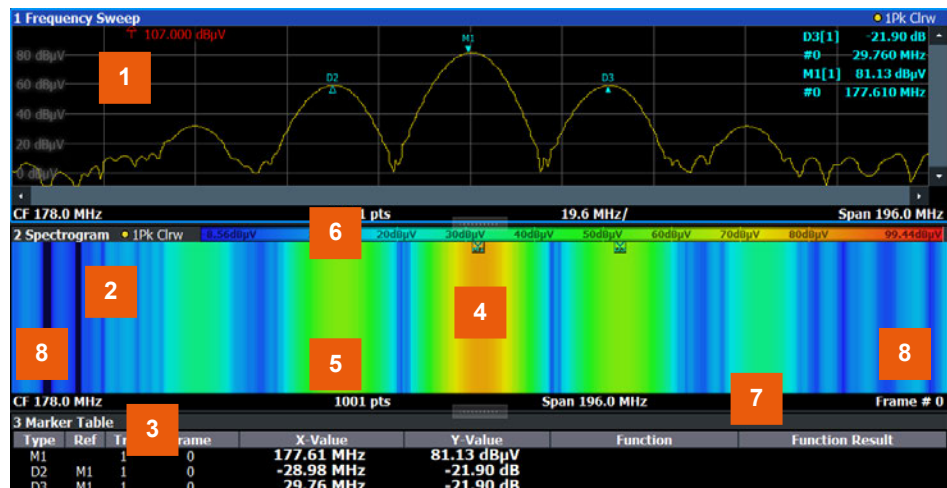 1 Frequency Sweep 1Pk Clrw
107.000 dBµV M1 D3[1] -21.90 dB
80 dBµV #0 29.760 MHz
1 M1[1] 81.13 dBµV
60 dBµV D2 D3 #0 177.610 MHz
40 dBµV
20 dBµV
0 dBµV
CF 178.0 MHz pts 19.6 MHz/ Span 196.0 MHz
2 Spectrogram 1Pk Clrw 8.56dBµV 6 20dBµV 30dBµV 40dBµV 50dBµV 60dBµV 70dBµV 80dBµV 99.44dBµV
2
4
8 5 8
CF 178.0 MHz 1001 pts Span 196.0 MHz 7 Frame # 0
3 Marker Table
3
Type Ref X-Value Y-Value Function Function Result
M1 1 0 177.61 MHz 81.13 dBµV
D2 M1 1 0 -28.98 MHz -21.90 dB
D3 M1 1 0 29.76 MHz -21.90 dB